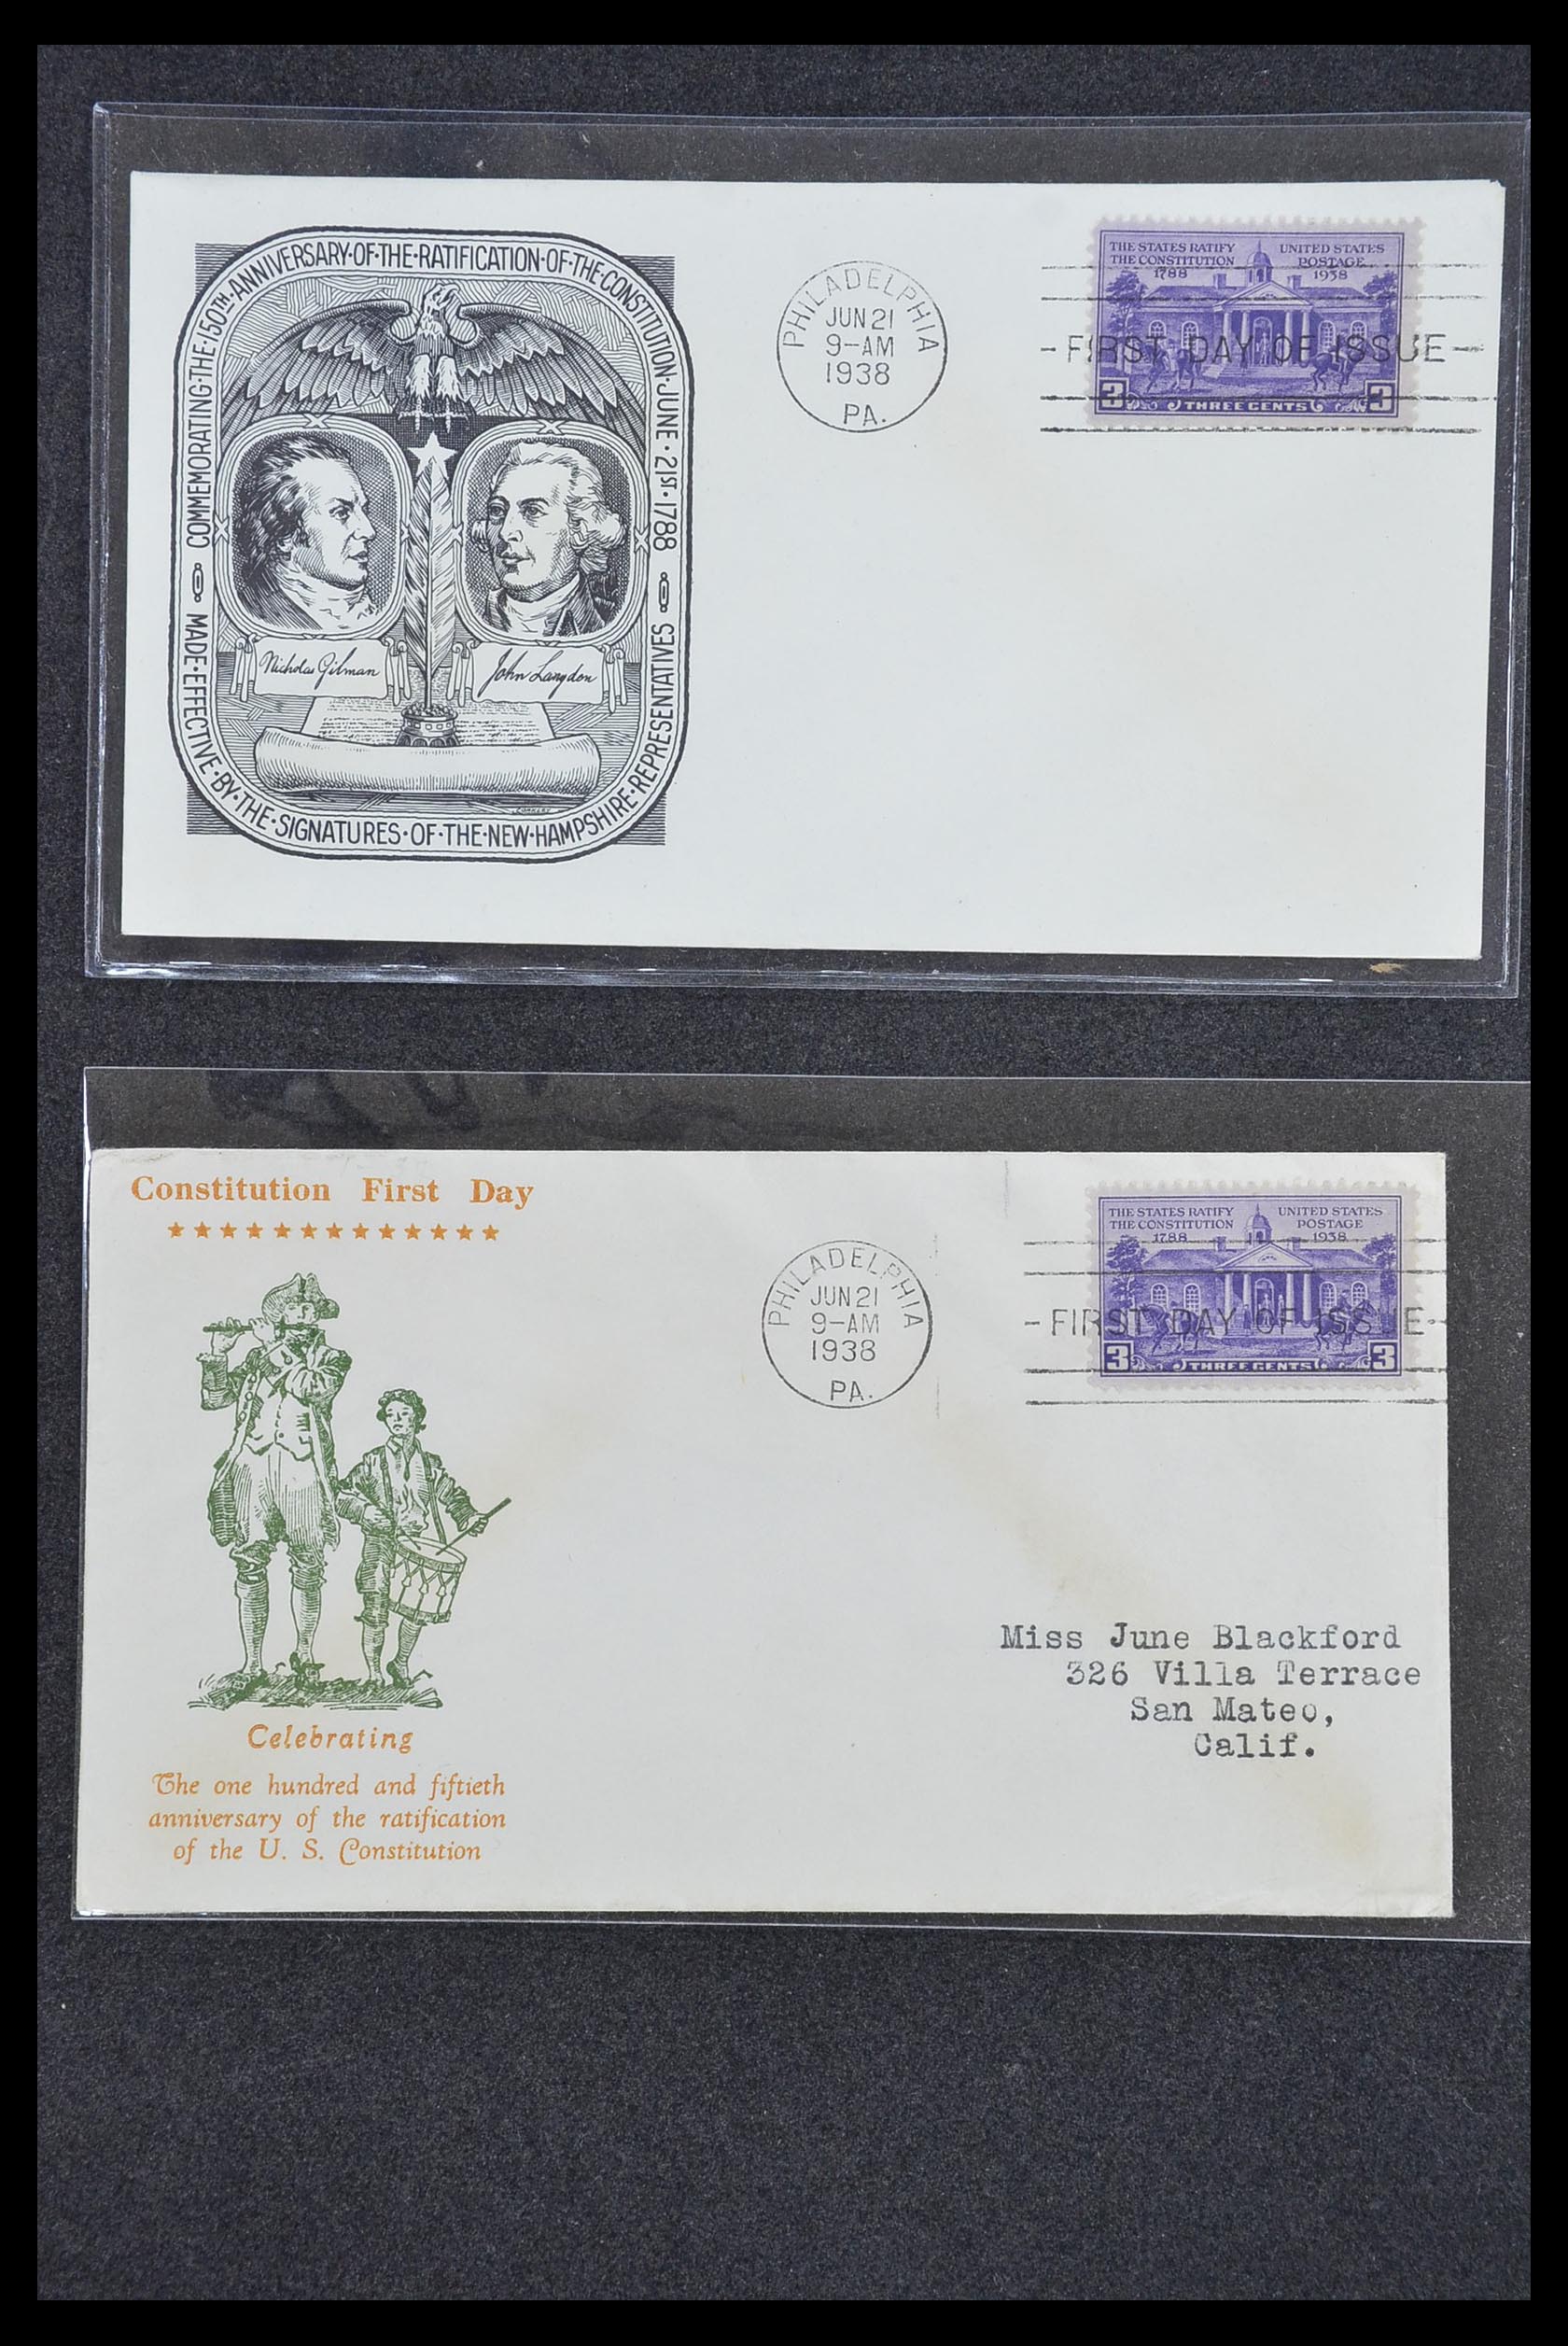 COMMEMORATING·THE·150TH·ANNIVERSARY·OF·THE·RATIFICATION·OF·THE·CONSTITUTION·JUNE·21ST·1788
MADE·EFFECTIVE·BY·THE·SIGNATURES·OF·THE·NEW·HAMPSHIRE·REPRESENTATIVES
Nicholas Gilman
John Langdon
PHILADELPHIA
JUN 21
9-AM
1938
PA.
THE STATES RATIFY
THE CONSTITUTION
1788
UNITED STATES
POSTAGE
1938
- FIRST DAY OF ISSUE -
3 THREE CENTS 3
Constitution First Day
★★★★★★★★★★★★★
Celebrating
The one hundred and fiftieth
anniversary of the ratification
of the U. S. Constitution
PHILADELPHIA
JUN 21
9-AM
1938
PA.
THE STATES RATIFY
THE CONSTITUTION
1788
UNITED STATES
POSTAGE
1938
- FIRST DAY OF ISSUE -
3 THREE CENTS 3
Miss June Blackford
326 Villa Terrace
San Mateo,
Calif.